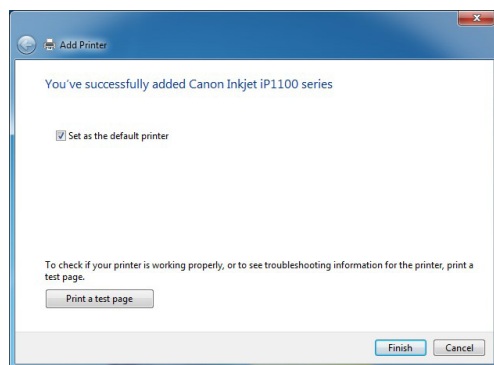 Add Printer
You've successfully added Canon Inkjet iP1100 series
Set as the default printer
To check if your printer is working properly, or to see troubleshooting information for the printer, print a
test page.
Print a test page
Finish Cancel